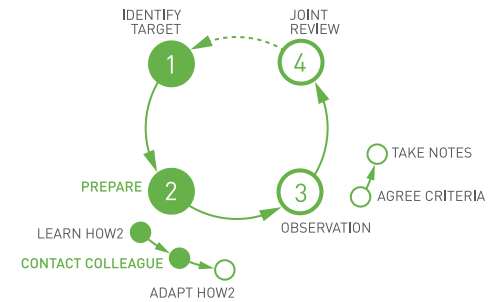 IDENTIFY
TARGET
1
JOINT
REVIEW
4
PREPARE
2
3
OBSERVATION
TAKE NOTES
AGREE CRITERIA
LEARN HOW2
CONTACT COLLEAGUE
ADAPT HOW2